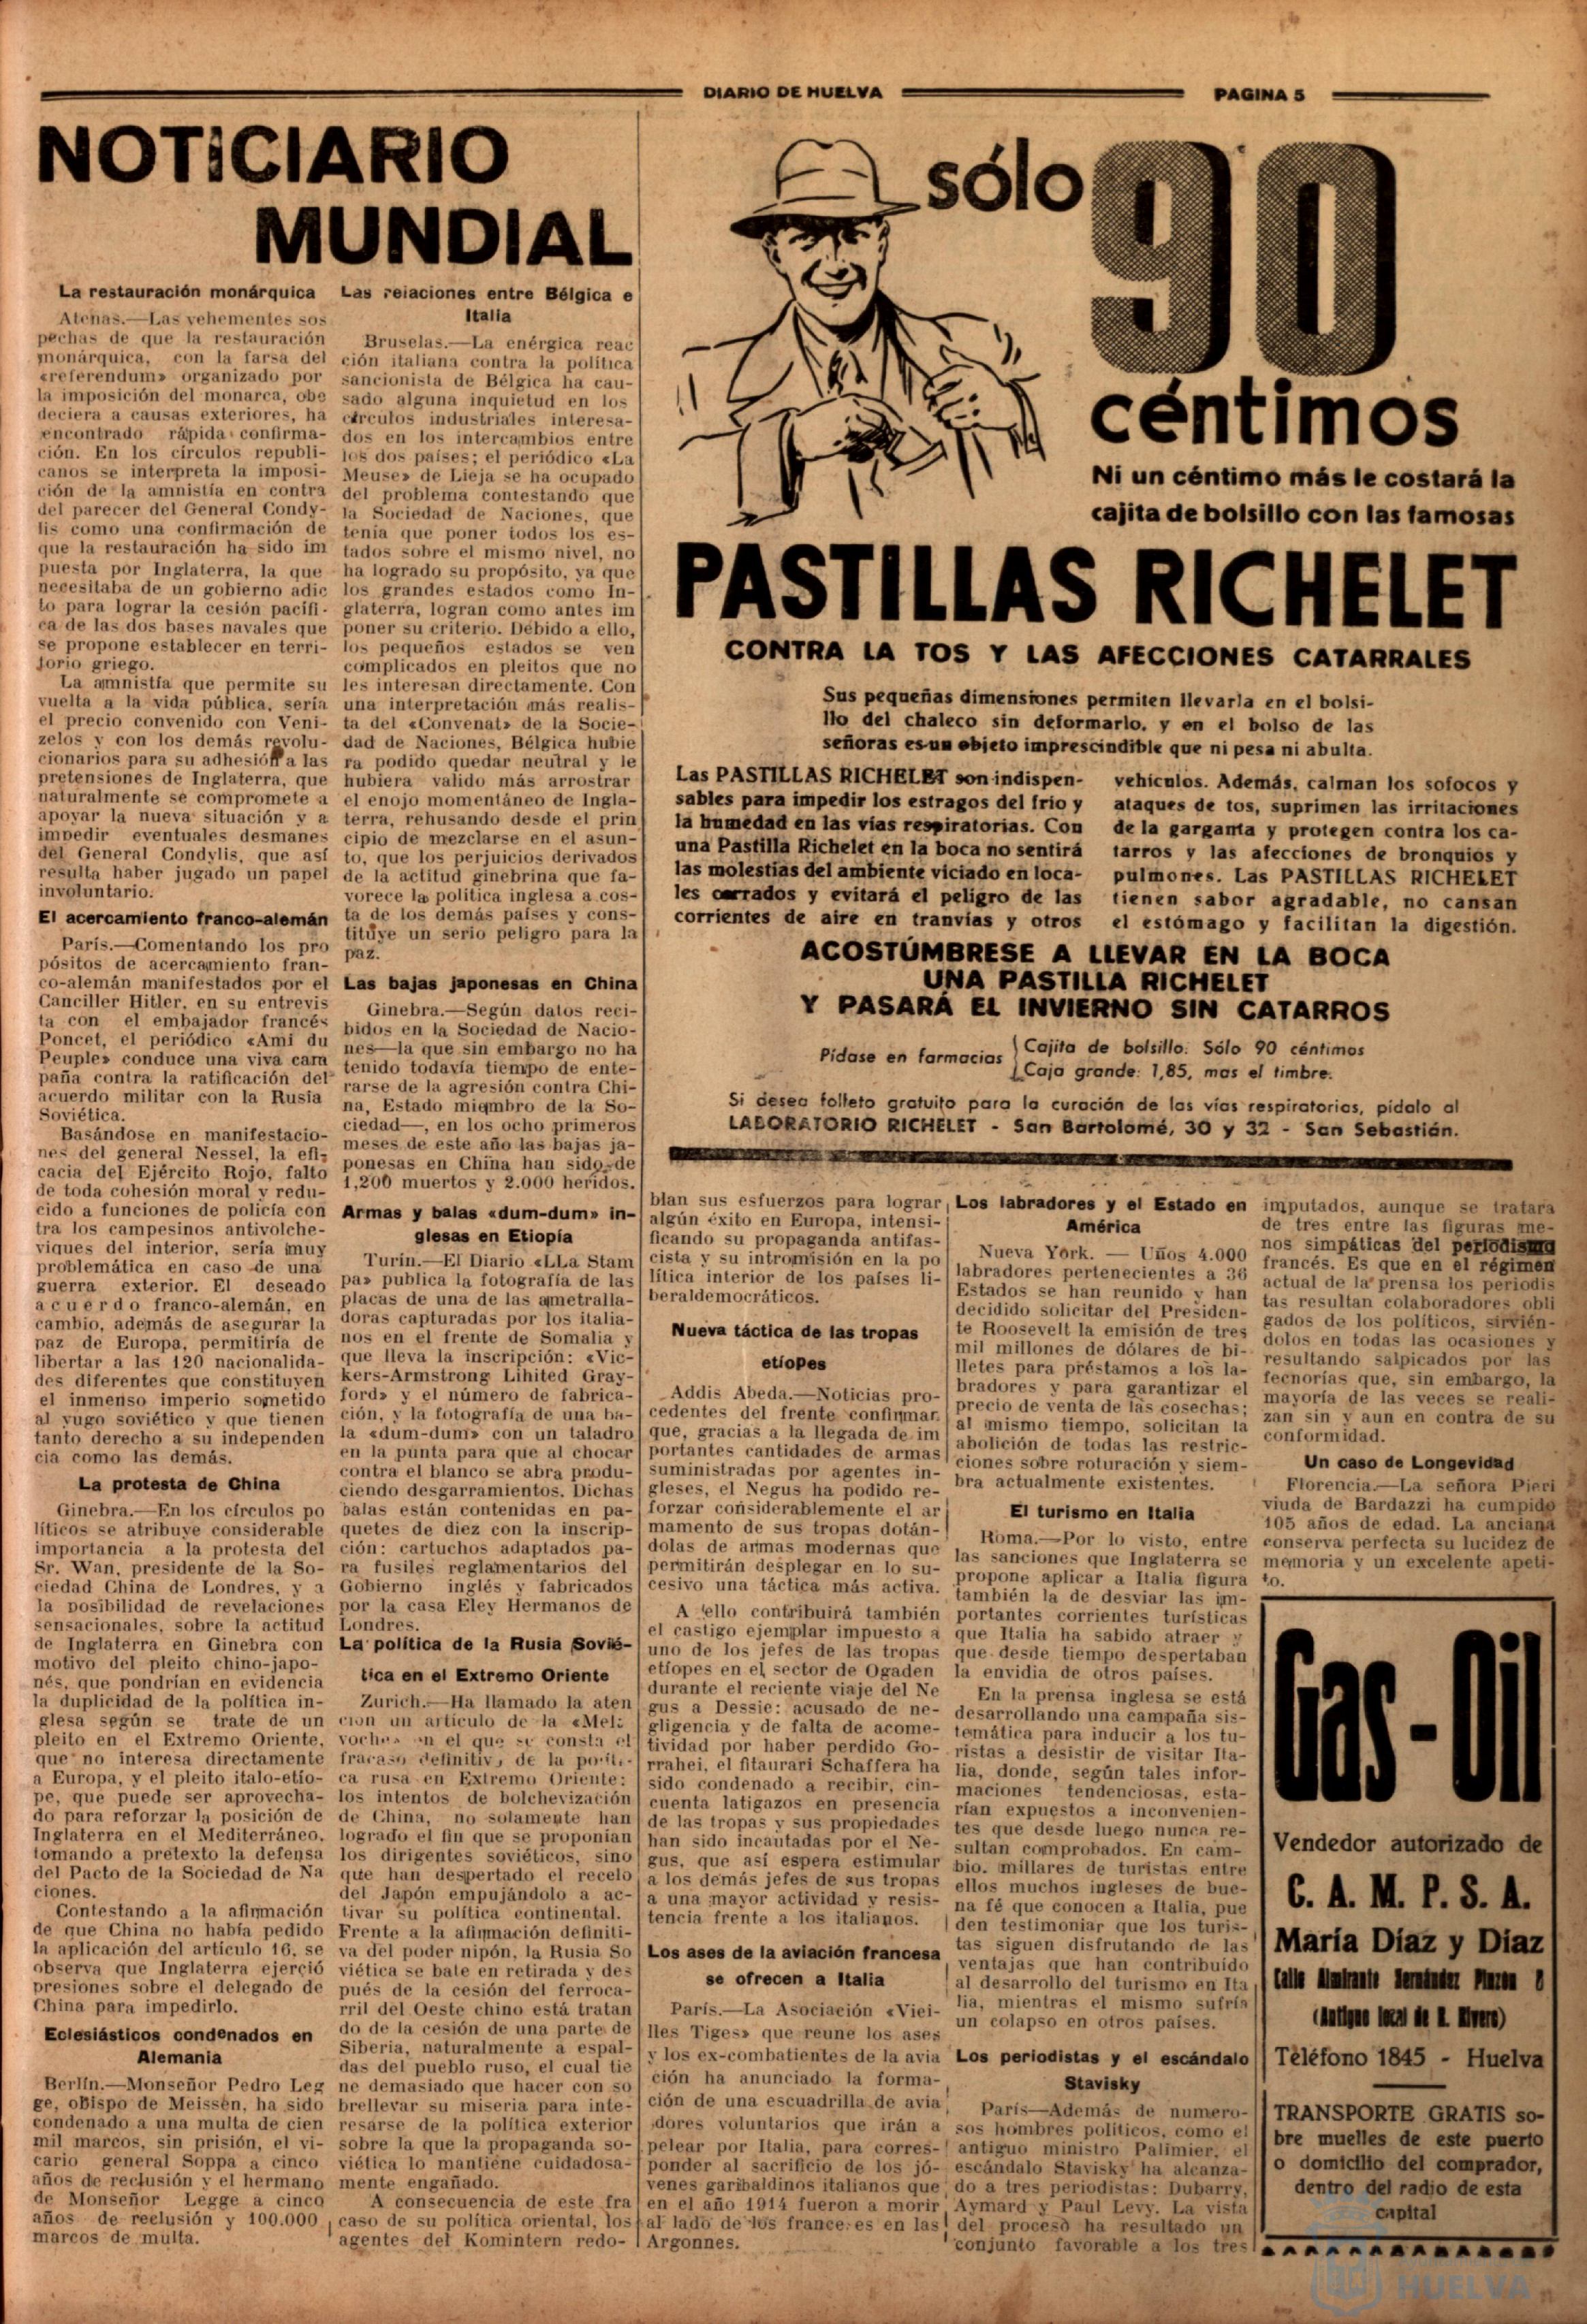 DIARIO DE HUELVA
PAGINA 5
NOTICIARIO
MUNDIAL
La restauración monárquica
Atenas.—Las vehementes sos
pechas de que la restauración
monárquica, con la farsa del
«referendum» organizado por
la imposición del monarca, obe
deciera a causas exteriores, ha
encontrado rápida confirma-
ción. En los círculos republi-
canos se interpreta la imposi-
ción de la amnistía en contra
del parecer del General Condy-
lis como una confirmación de
que la restauración ha sido im
puesta por Inglaterra, la que
necesitaba de un gobierno adic
to para lograr la cesión pacífi-
ca de las dos bases navales que
se propone establecer en terri-
torio griego.
La amnistía que permite su
vuelta a la vida pública, sería
el precio convenido con Veni-
zelos y con los demás revolu-
cionarios para su adhesión a las
pretensiones de Inglaterra, que
naturalmente se compromete a
apoyar la nueva situación y a
impedir eventuales desmanes
del General Condylis, que así
resulta haber jugado un papel
involuntario.
El acercamiento franco-alemán
París.—Comentando los pro
pósitos de acercamiento fran-
co-alemán manifestados por el
Canciller Hitler, en su entrevis
ta con el embajador francés
Poncet, el periódico «Ami du
Peuple» conduce una viva cam
paña contra la ratificación del
acuerdo militar con la Rusia
Soviética.
Basándose en manifestacio-
nes del general Nessel, la efi-
cacia del Ejército Rojo, falto
de toda cohesión moral y redu-
cido a funciones de policía con
tra los campesinos antivolche-
viques del interior, sería muy
problemática en caso de una
guerra exterior. El deseado
acuerdo franco-alemán, en
cambio, además de asegurar la
paz de Europa, permitiría de
libertar a las 120 nacionalida-
des diferentes que constituyen
el inmenso imperio sometido
al yugo soviético y que tienen
tanto derecho a su independen
cia como las demás.
La protesta de China
Ginebra.—En los círculos po
líticos se atribuye considerable
importancia a la protesta del
Sr. Wan, presidente de la So-
ciedad China de Londres, y a
la posibilidad de revelaciones
sensacionales, sobre la actitud
de Inglaterra en Ginebra con
motivo del pleito chino-japo-
nés, que pondrían en evidencia
la duplicidad de la política in-
glesa según se trate de un
pleito en el Extremo Oriente,
que no interesa directamente
a Europa, y el pleito italo-etío-
pe, que puede ser aprovecha-
do para reforzar la posición de
Inglaterra en el Mediterráneo,
tomando a pretexto la defensa
del Pacto de la Sociedad de Na
ciones.
Contestando a la afirmación
de que China no había pedido
la aplicación del artículo 16, se
observa que Inglaterra ejerció
presiones sobre el delegado de
China para impedirlo.
Eclesiásticos condenados en
Alemania
Berlín.—Monseñor Pedro Leg
ge, obispo de Meissen, ha sido
condenado a una multa de cien
mil marcos, sin prisión, el vi-
cario general Soppa a cinco
años de reclusión y el hermano
de Monseñor Legge a cinco
años de reclusión y 100.000
marcos de multa.
Las relaciones entre Bélgica e
Italia
Bruselas.—La enérgica reac
ción italiana contra la política
sancionista de Bélgica ha cau-
sado alguna inquietud en los
círculos industriales interesa-
dos en los intercambios entre
los dos países; el periódico «La
Meuse» de Lieja se ha ocupado
del problema contestando que
la Sociedad de Naciones, que
tenia que poner todos los es-
tados sobre el mismo nivel, no
ha logrado su propósito, ya que
los grandes estados como In-
glaterra, logran como antes im
poner su criterio. Debido a ello,
los pequeños estados se ven
complicados en pleitos que no
les interesan directamente. Con
una interpretación más realis-
ta del «Convenat» de la Socie-
dad de Naciones, Bélgica hubie
ra podido quedar neutral y le
hubiera valido más arrostrar
el enojo momentáneo de Ingla-
terra, rehusando desde el prin
cipio de mezclarse en el asun-
to, que los perjuicios derivados
de la actitud ginebrina que fa-
vorece la política inglesa a cos-
ta de los demás países y cons-
tituye un serio peligro para la
paz.
Las bajas japonesas en China
Ginebra.—Según datos reci-
bidos en la Sociedad de Nacio-
nes—la que sin embargo no ha
tenido todavía tiempo de ente-
rarse de la agresión contra Chi-
na, Estado miembro de la So-
ciedad—, en los ocho primeros
meses de este año las bajas ja-
ponesas en China han sido de
1,200 muertos y 2.000 heridos.
Armas y balas «dum-dum» in-
glesas en Etiopía
Turín.—El Diario «LLa Stam
pa» publica la fotografía de las
placas de una de las ametralla-
doras capturadas por los italia-
nos en el frente de Somalia y
que lleva la inscripción: «Vic-
kers-Armstrong Lihited Gray-
ford» y el número de fabrica-
ción, y la fotografía de una ba-
la «dum-dum» con un taladro
en la punta para que al chocar
contra el blanco se abra produ-
ciendo desgarramientos. Dichas
balas están contenidas en pa-
quetes de diez con la inscrip-
ción: cartuchos adaptados pa-
ra fusiles reglamentarios del
Gobierno inglés y fabricados
por la casa Eley Hermanos de
Londres.
La política de la Rusia Sovié-
tica en el Extremo Oriente
Zurich.—Ha llamado la aten
cion un artículo de la
en el que se consta el
fracaso definitivo de la políti-
ca rusa en Extremo Oriente:
los intentos de bolchevización
de China, no solamente han
logrado el fin que se proponían
los dirigentes soviéticos, sino
que han despertado el recelo
del Japón empujándolo a ac-
tivar su política continental.
Frente a la afirmación definiti-
va del poder nipón, la Rusia So
viética se bate en retirada y des
pués de la cesión del ferroca-
rril del Oeste chino está tratan
do de la cesión de una parte de
Siberia, naturalmente a espal-
das del pueblo ruso, el cual tie
ne demasiado que hacer con so
brellevar su miseria para inte-
resarse de la política exterior
sobre la que la propaganda so-
viética lo mantiene cuidadosa-
mente engañado.
A consecuencia de este fra
caso de su política oriental, los
agentes del Komintern redo-
sólo 90
céntimos
Ni un céntimo más le costará la
cajita de bolsillo con las famosas
PASTILLAS RICHELET
CONTRA LA TOS Y LAS AFECCIONES CATARRALES
Sus pequeñas dimensiones permiten llevarla en el bolsi-
llo del chaleco sin deformarlo, y en el bolso de las
señoras es un objeto imprescindible que ni pesa ni abulta.
Las PASTILLAS RICHELET son indispen-
sables para impedir los estragos del frío y
la humedad en las vías respiratorias. Con
una Pastilla Richelet en la boca no sentirá
las molestias del ambiente viciado en loca-
les cerrados y evitará el peligro de las
corrientes de aire en tranvías y otros
vehículos. Además, calman los sofocos y
ataques de tos, suprimen las irritaciones
de la garganta y protegen contra los ca-
tarros y las afecciones de bronquios y
pulmones. Las PASTILLAS RICHELET
tienen sabor agradable, no cansan
el estómago y facilitan la digestión.
ACOSTÚMBRESE A LLEVAR EN LA BOCA
UNA PASTILLA RICHELET
Y PASARÁ EL INVIERNO SIN CATARROS
Pídase en farmacias
Cajita de bolsillo: Sólo 90 céntimos
Caja grande: 1,85, mas el timbre.
Si desea folleto gratuito para la curación de las vías respiratorias, pídalo al
LABORATORIO RICHELET - San Bartolomé, 30 y 32 - San Sebastián.
blan sus esfuerzos para lograr
algún éxito en Europa, intensi-
ficando su propaganda antifas-
cista y su intromisión en la po
lítica interior de los países li-
beraldemocráticos.
Nueva táctica de las tropas
etíopes
Addis Abeda.—Noticias pro-
cedentes del frente confirman
que, gracias a la llegada de im
portantes cantidades de armas
suministradas por agentes in-
gleses, el Negus ha podido re-
forzar considerablemente el ar
mamento de sus tropas dotán-
dolas de armas modernas que
permitirán desplegar en lo su-
cesivo una táctica más activa.
A ello contribuirá también
el castigo ejemplar impuesto a
uno de los jefes de las tropas
etíopes en el sector de Ogaden
durante el reciente viaje del Ne
gus a Dessie: acusado de ne-
gligencia y de falta de acome-
tividad por haber perdido Go-
rrahei, el fitaurari Schaffera ha
sido condenado a recibir, cin-
cuenta latigazos en presencia
de las tropas y sus propiedades
han sido incautadas por el Ne-
gus, que así espera estimular
a los demás jefes de sus tropas
a una mayor actividad y resis-
tencia frente a los italianos.
Los ases de la aviación francesa
se ofrecen a Italia
París.—La Asociación «Viei-
lles Tiges» que reune los ases
y los ex-combatientes de la avia
ción ha anunciado la forma-
ción de una escuadrilla de avia
dores voluntarios que irán a
pelear por Italia, para corres-
ponder al sacrificio de los jó-
venes garibaldinos italianos que
en el año 1914 fueron a morir
al lado de los franceses en las
Argonnes.
Los labradores y el Estado en
América
Nueva York. — Uños 4.000
labradores pertenecientes a 36
Estados se han reunido y han
decidido solicitar del Presiden-
te Roosevelt la emisión de tres
mil millones de dólares de bi-
lletes para préstamos a los la-
bradores y para garantizar el
precio de venta de las cosechas;
al mismo tiempo, solicitan la
abolición de todas las restric-
ciones sobre roturación y siem-
bra actualmente existentes.
El turismo en Italia
Roma.—Por lo visto, entre
las sanciones que Inglaterra se
propone aplicar a Italia figura
también la de desviar las im-
portantes corrientes turísticas
que Italia ha sabido atraer y
que desde tiempo despertaban
la envidia de otros países.
En la prensa inglesa se está
desarrollando una campaña sis-
temática para inducir a los tu-
ristas a desistir de visitar Ita-
lia, donde, según tales infor-
maciones tendenciosas, esta-
rían expuestos a inconvenien-
tes que desde luego nunca re-
sultan comprobados. En cam-
bio, millares de turistas entre
ellos muchos ingleses de bue-
na fé que conocen a Italia, pue
den testimoniar que los turis-
tas siguen disfrutando de las
ventajas que han contribuído
al desarrollo del turismo en Ita
lia, mientras el mismo sufría
un colapso en otros países.
Los periodistas y el escándalo
Stavisky
París—Además de numero-
sos hombres políticos, como el
antiguo ministro Palimier, el
escándalo Stavisky ha alcanza-
do a tres periodistas: Dubarry,
Aymard y Paul Levy. La vista
del proceso ha resultado un
conjunto favorable a los tres
imputados, aunque se tratara
de tres entre las figuras me-
nos simpáticas del periodismo
francés. Es que en el régimen
actual de la prensa los periodis
tas resultan colaboradores obli
gados de los políticos, sirvién-
dolos en todas las ocasiones y
resultando salpicados por las
fecnorías que, sin embargo, la
mayoría de las veces se reali-
zan sin y aun en contra de su
conformidad.
Un caso de Longevidad
Florencia.—La señora Pieri
viuda de Bardazzi ha cumpido
105 años de edad. La anciana
conserva perfecta su lucidez de
memoria y un excelente apeti-
to.
Gas-Oil
Vendedor autorizado de
C. A. M. P. S. A.
María Díaz y Díaz
Calle Almirante Hernández Pinzón
(Antiguo local de Rivero)
Teléfono 1845 - Huelva
TRANSPORTE GRATIS so-
bre muelles de este puerto
o domicilio del comprador,
dentro del radio de esta
capital
HUELVA